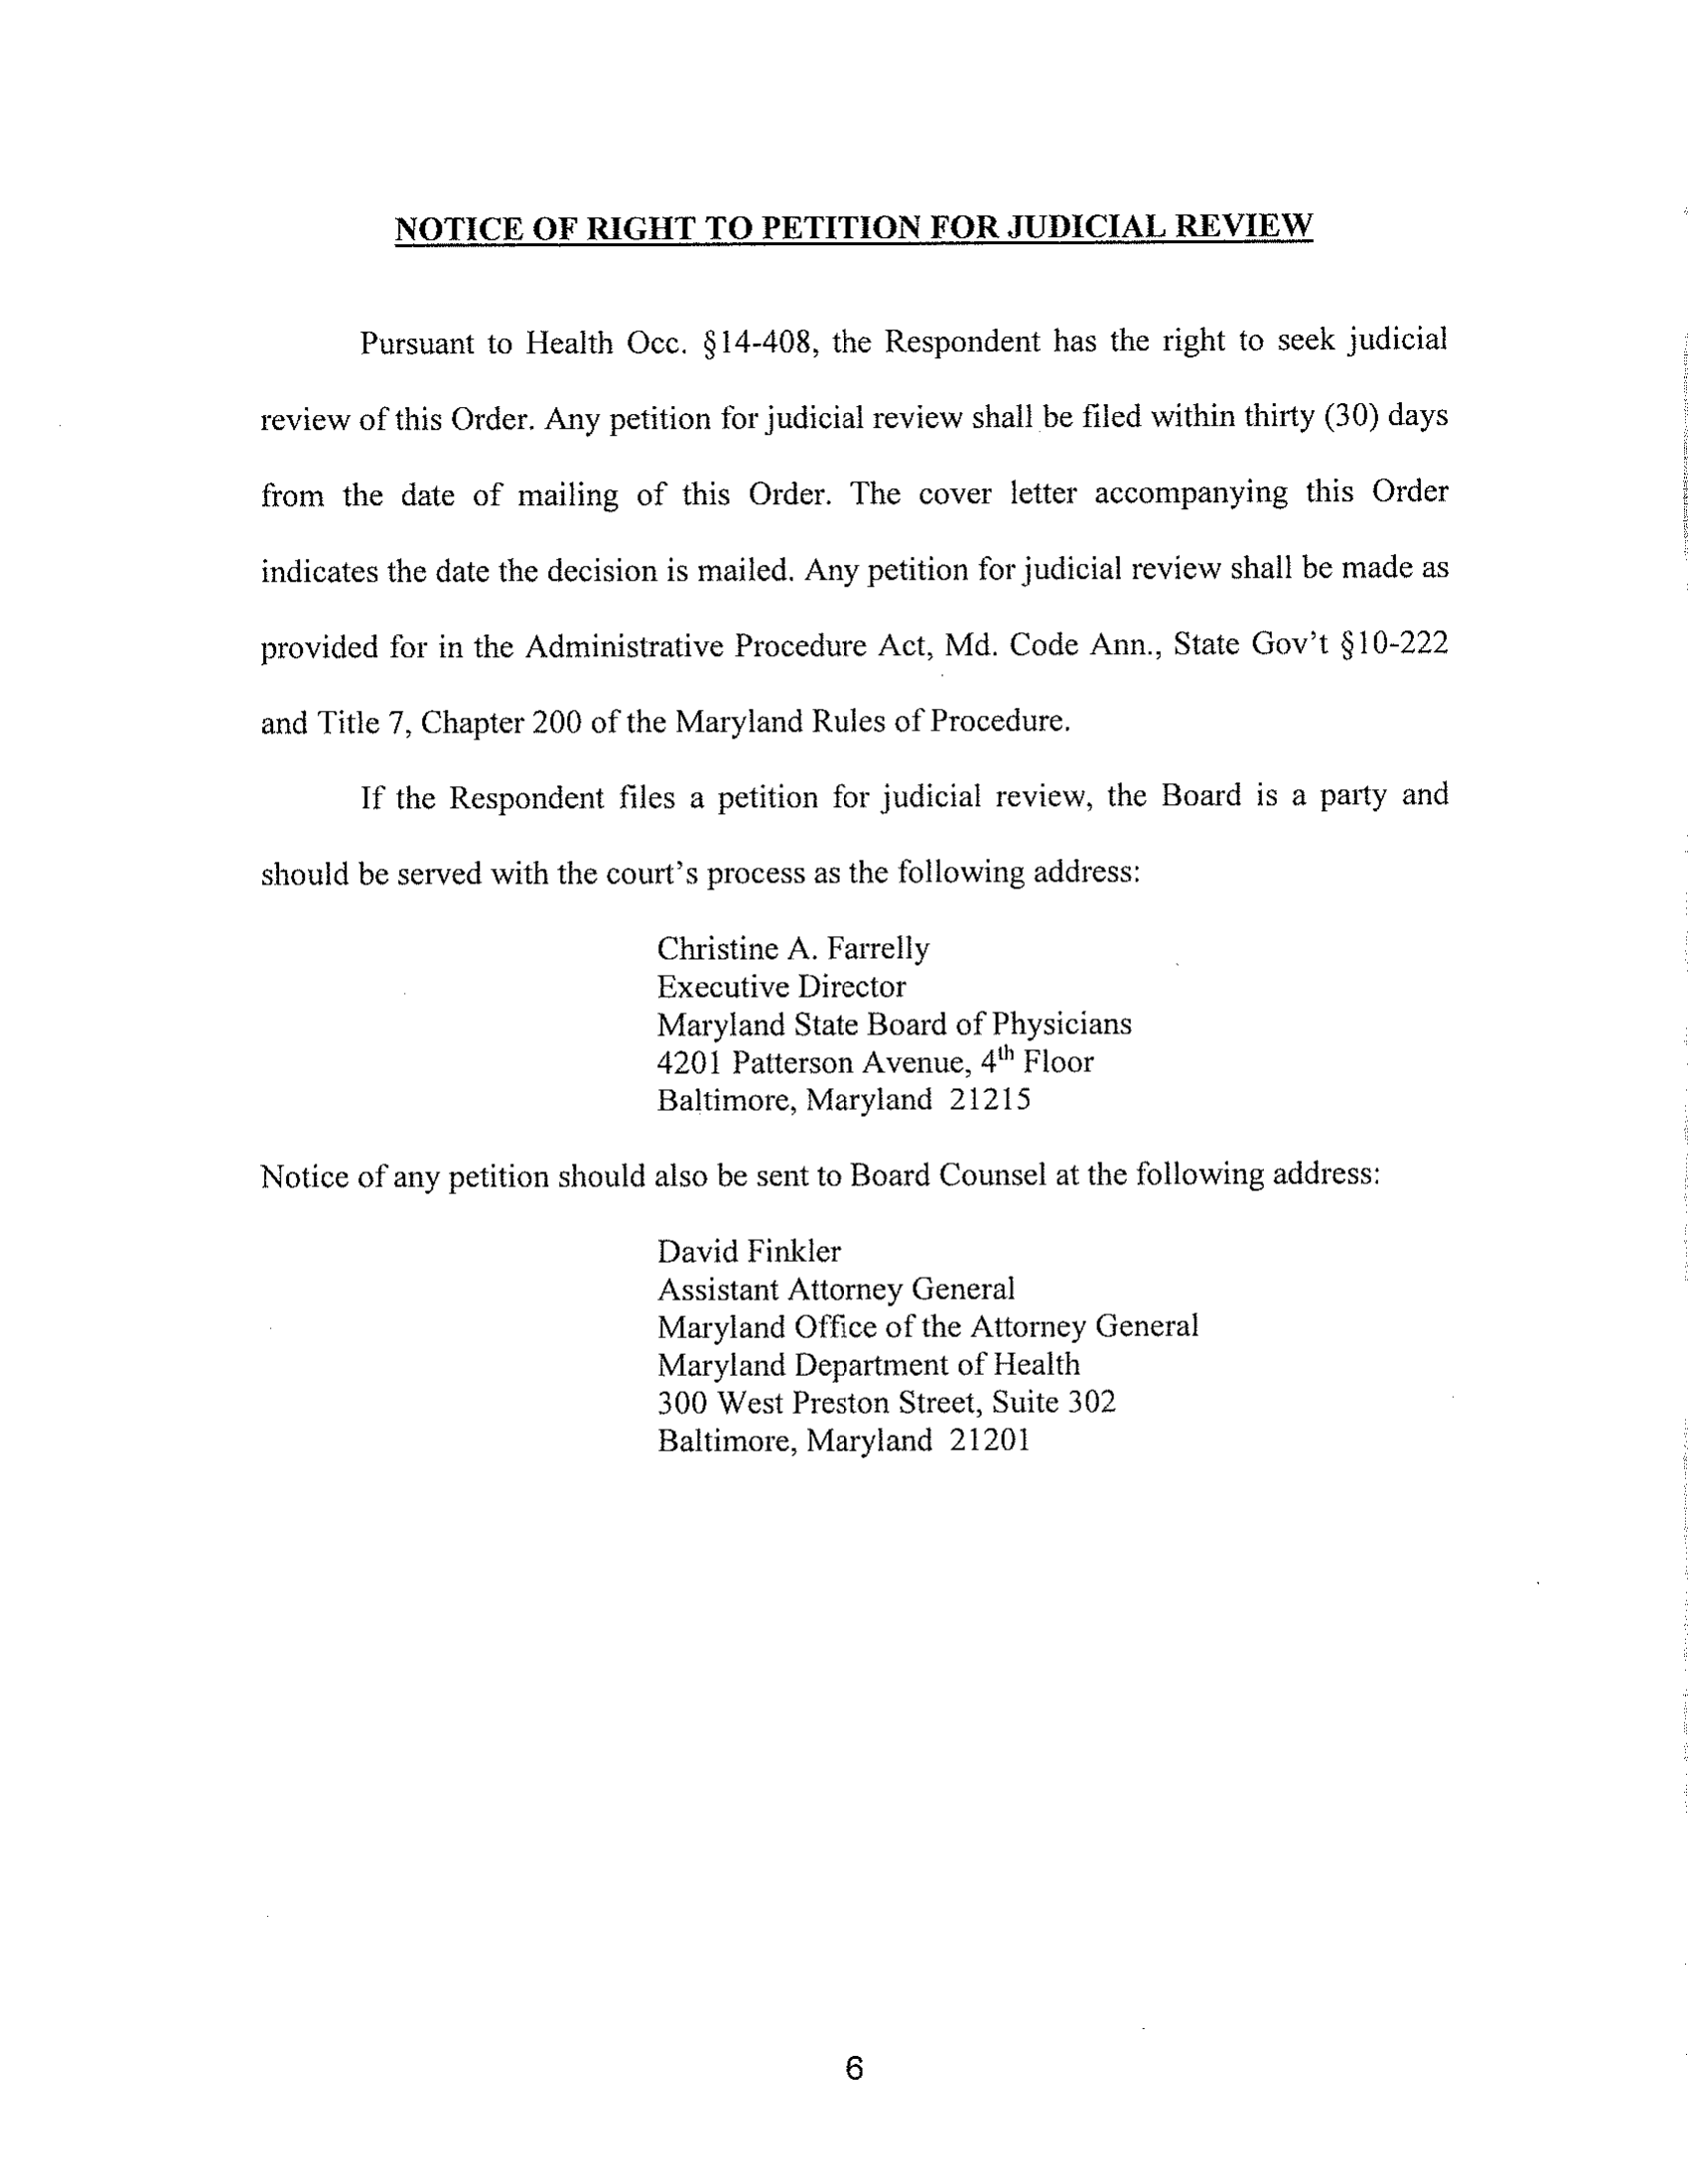 NOTICE OF RIGHT TO PETITION FOR JUDICIAL REVIEW
Pursuant to Health Occ. §14-408, the Respondent has the right to seek judicial
review of this Order. Any petition for judicial review shall be filed within thirty (30) days
from the date of mailing of this Order. The cover letter accompanying this Order
indicates the date the decision is mailed. Any petition for judicial review shall be made as
provided for in the Administrative Procedure Act, Md. Code Ann., State Gov't §10-222
and Title 7, Chapter 200 of the Maryland Rules of Procedure.
If the Respondent files a petition for judicial review, the Board is a party and
should be served with the court's process as the following address:
Christine A. Farrelly
Executive Director
Maryland State Board of Physicians
4201 Patterson Avenue, 4th Floor
Baltimore, Maryland 21215
Notice of any petition should also be sent to Board Counsel at the following address:
David Finkler
Assistant Attorney General
Maryland Office of the Attorney General
Maryland Department of Health
300 West Preston Street, Suite 302
Baltimore, Maryland 21201
6